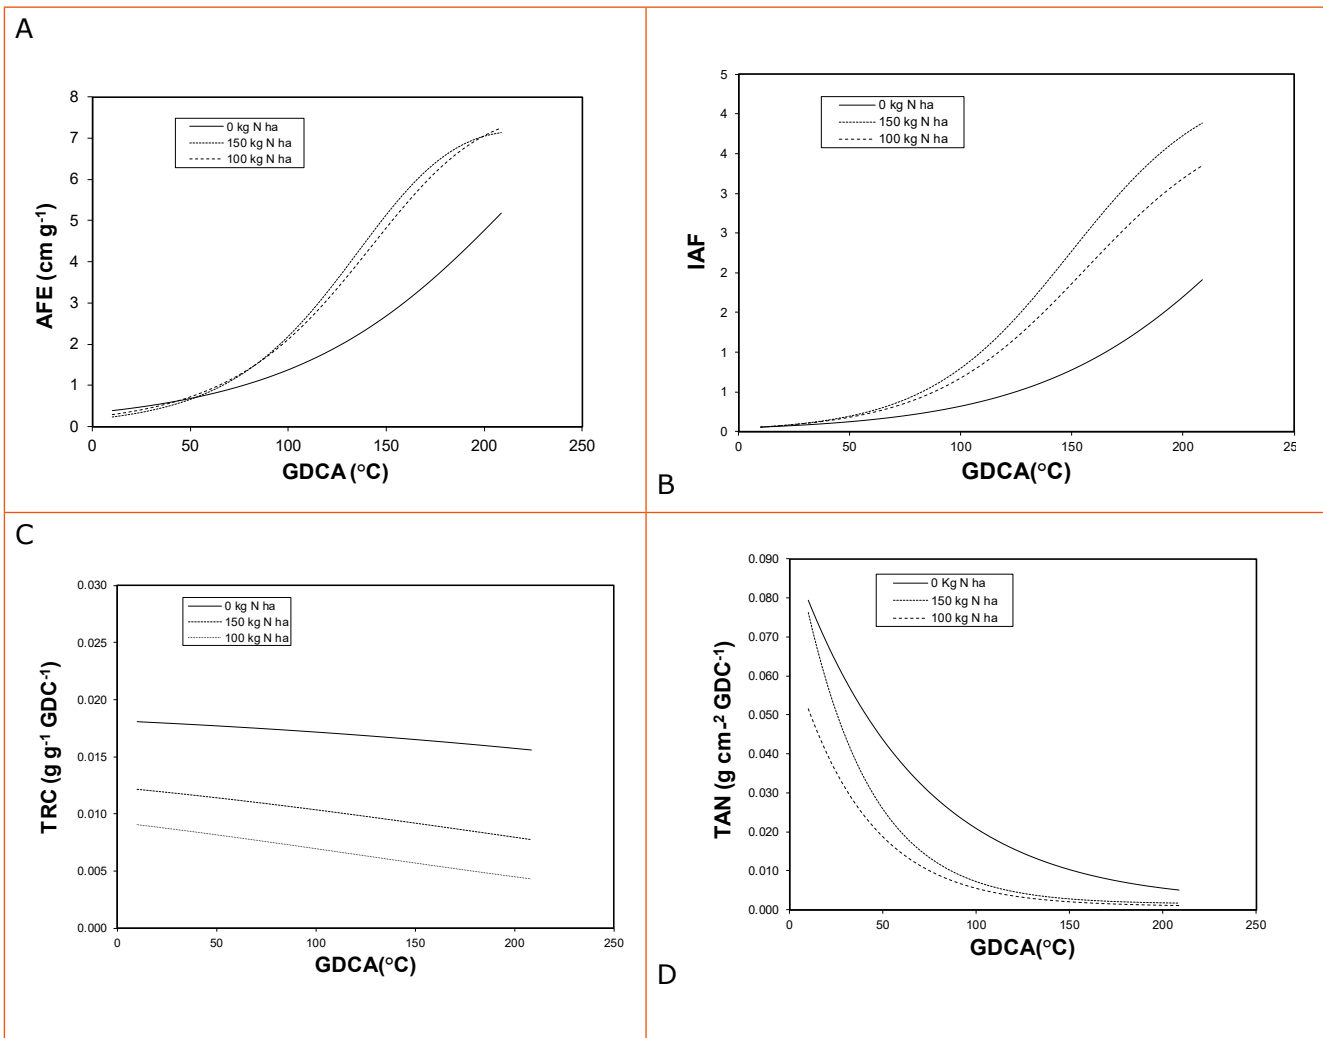 A
8
7
6
5
4
3
2
1
0
AFE (cm g-1)
0 kg N ha
150 kg N ha
100 kg N ha
0 50 100 150 200 250
GDCA (°C)
5
4
4
3
3
2
2
1
1
0
IAF
0 kg N ha
150 kg N ha
100 kg N ha
0 50 100 150 200 25
GDCA(°C)
B
C
0.030
0.025
0.020
0.015
0.010
0.005
0.000
TRC (g g-1 GDC-1)
0 kg N ha
150 kg N ha
100 kg N ha
0 50 100 150 200 250
GDCA(°C)
0.090
0.080
0.070
0.060
0.050
0.040
0.030
0.020
0.010
0.000
TAN (g cm-2 GDC-1)
0 Kg N ha
150 kg N ha
100 kg N ha
0 50 100 150 200 250
GDCA(°C)
D